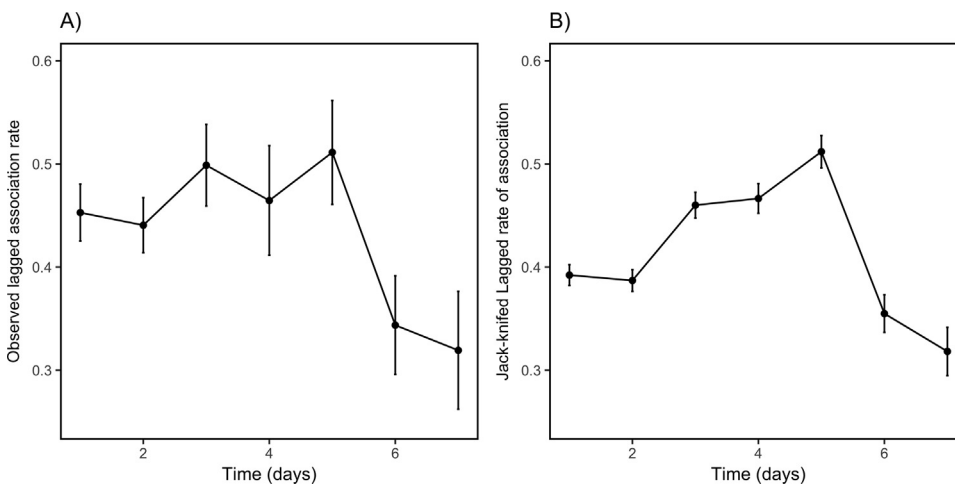 A)
Observed lagged association rate
0.6
0.5
0.4
0.3
2
4
6
Time (days)
B)
Jack-knifed Lagged rate of association
0.6
0.5
0.4
0.3
2
4
6
Time (days)